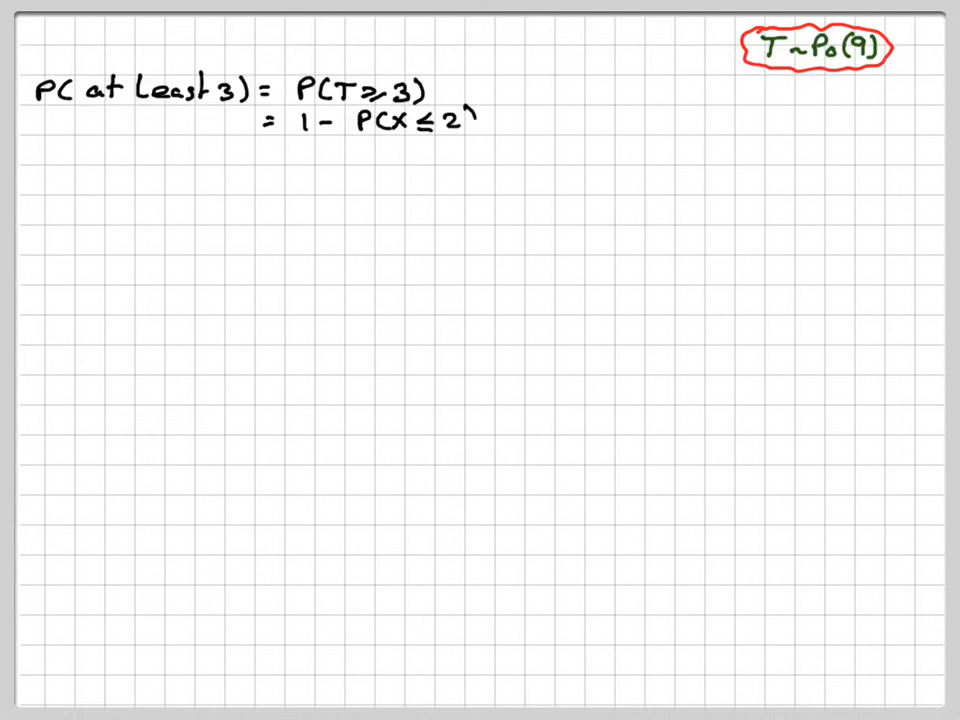 T ~ Po(9)
P( at least 3) = P(T ⩾ 3)
= 1 - P(X ≤ 2)